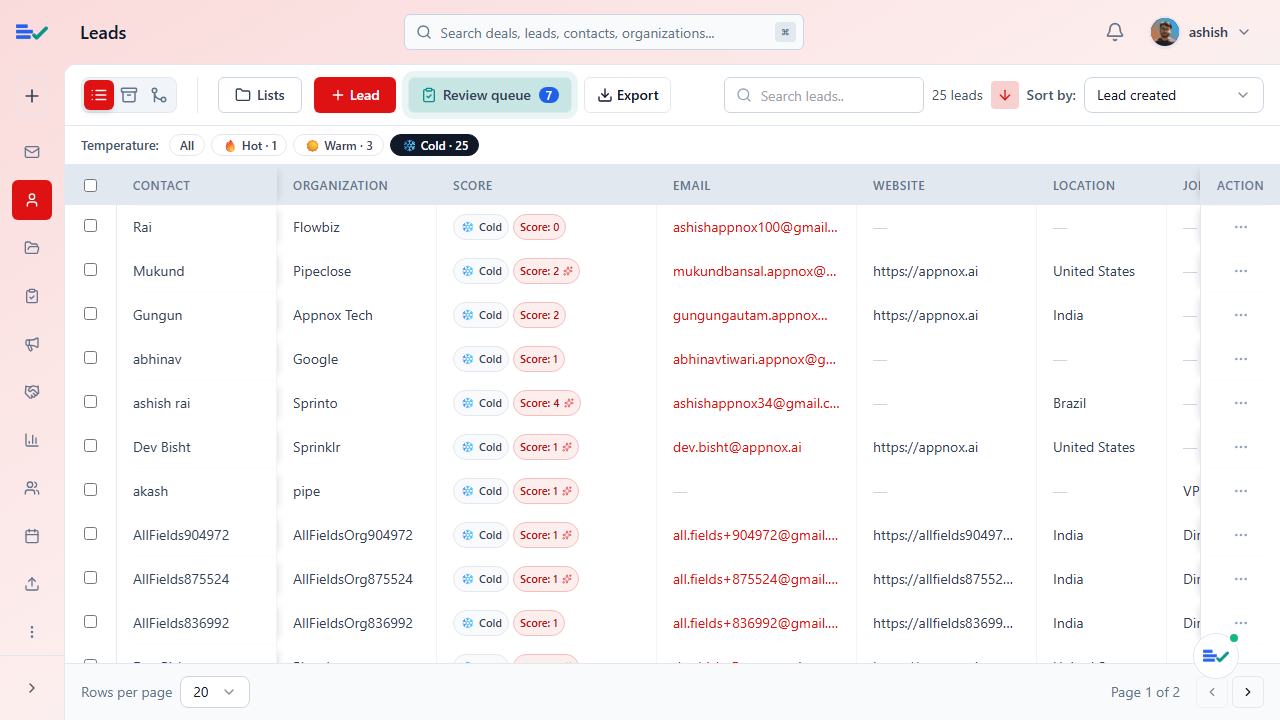 Leads
Search deals, leads, contacts, organizations...
⌘
ashish
Lists
Lead
Review queue 7
Export
Search leads..
25 leads
Sort by:
Lead created
Temperature:
All
Hot · 1
Warm · 3
Cold · 25
CONTACT ORGANIZATION SCORE EMAIL WEBSITE LOCATION ACTION
Rai Flowbiz Cold Score: 0 ashishappnox100@gmail... — — —
Mukund Pipeclose Cold Score: 2 mukundbansal.appnox@... https://appnox.ai United States —
Gungun Appnox Tech Cold Score: 2 gungungautam.appnox... https://appnox.ai India —
abhinav Google Cold Score: 1 abhinavtiwari.appnox@g... — — —
ashish rai Sprinto Cold Score: 4 ashishappnox34@gmail.c... — Brazil —
Dev Bisht Sprinklr Cold Score: 1 dev.bisht@appnox.ai https://appnox.ai United States —
akash pipe Cold Score: 1 — — — VP
AllFields904972 AllFieldsOrg904972 Cold Score: 1 all.fields+904972@gmail.... https://allfields90497... India
AllFields875524 AllFieldsOrg875524 Cold Score: 1 all.fields+875524@gmail.... https://allfields87552... India
AllFields836992 AllFieldsOrg836992 Cold Score: 1 all.fields+836992@gmail.... https://allfields83699... India
Rows per page 20
Page 1 of 2